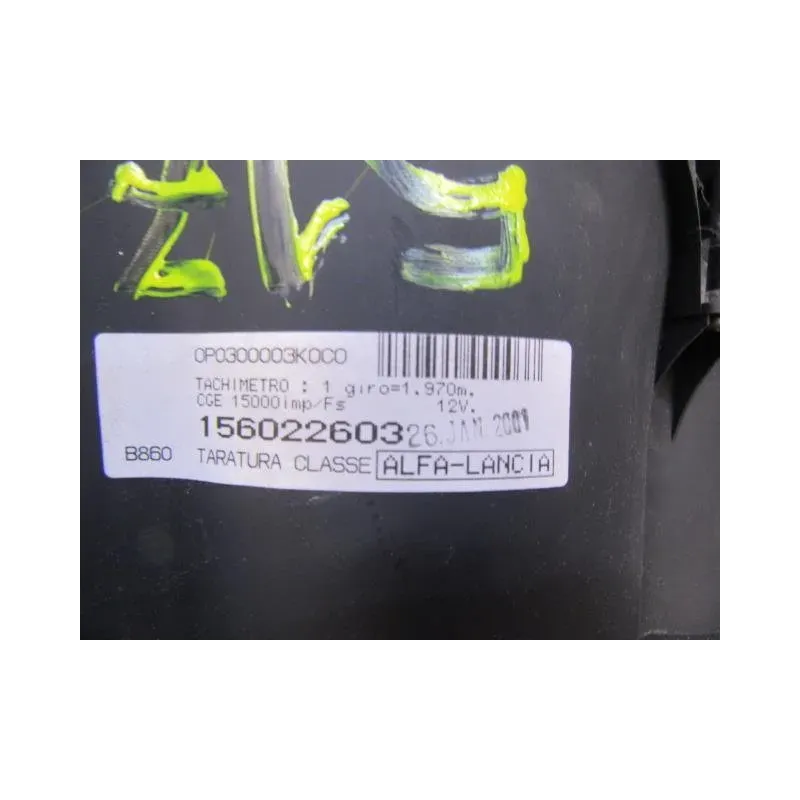 0P0300003K0C0
TACHIMETRO : 1 giro=1.970m.
CGE 15000imp/Fs 12V.
156022603 26.JAN 2001
B860 TARATURA CLASSE ALFA-LANCIA